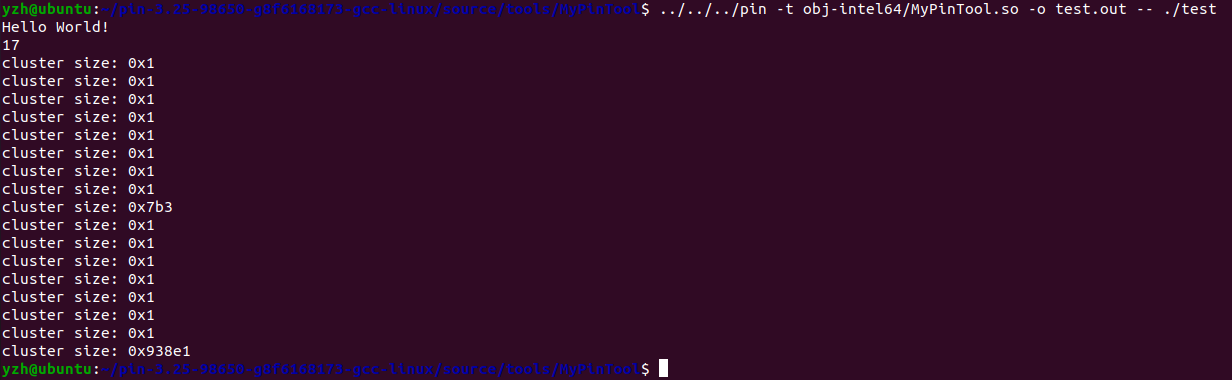 yzh@ubuntu:~/pin-3.25-98650-g8f6168173-gcc-linux/source/tools/MyPinTool$ ../../../pin -t obj-intel64/MyPinTool.so -o test.out -- ./test
Hello World!
17
cluster size: 0x1
cluster size: 0x1
cluster size: 0x1
cluster size: 0x1
cluster size: 0x1
cluster size: 0x1
cluster size: 0x1
cluster size: 0x1
cluster size: 0x7b3
cluster size: 0x1
cluster size: 0x1
cluster size: 0x1
cluster size: 0x1
cluster size: 0x1
cluster size: 0x1
cluster size: 0x1
cluster size: 0x938e1
yzh@ubuntu:~/pin-3.25-98650-g8f6168173-gcc-linux/source/tools/MyPinTool$